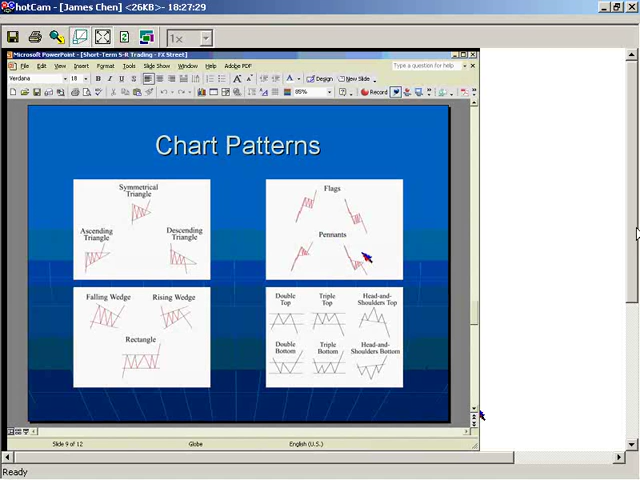 hotCam - [James Chen] <26KB> - 18:27:29
1x
Microsoft PowerPoint - [Short-Term S-R Trading - FX Street]
File Edit View Insert Format Tools Slide Show Window Help Adobe PDF Type a question for help
Verdana 18 B I U S A A A Design New Slide
85% Record
Chart Patterns
Symmetrical
Triangle
Ascending
Triangle
Descending
Triangle
Flags
Pennants
Falling Wedge Rising Wedge
Rectangle
Double
Top
Triple
Top
Head-and-
Shoulders Top
Double
Bottom
Triple
Bottom
Head-and-
Shoulders Bottom
Slide 9 of 12 Globe English (U.S.)
Ready